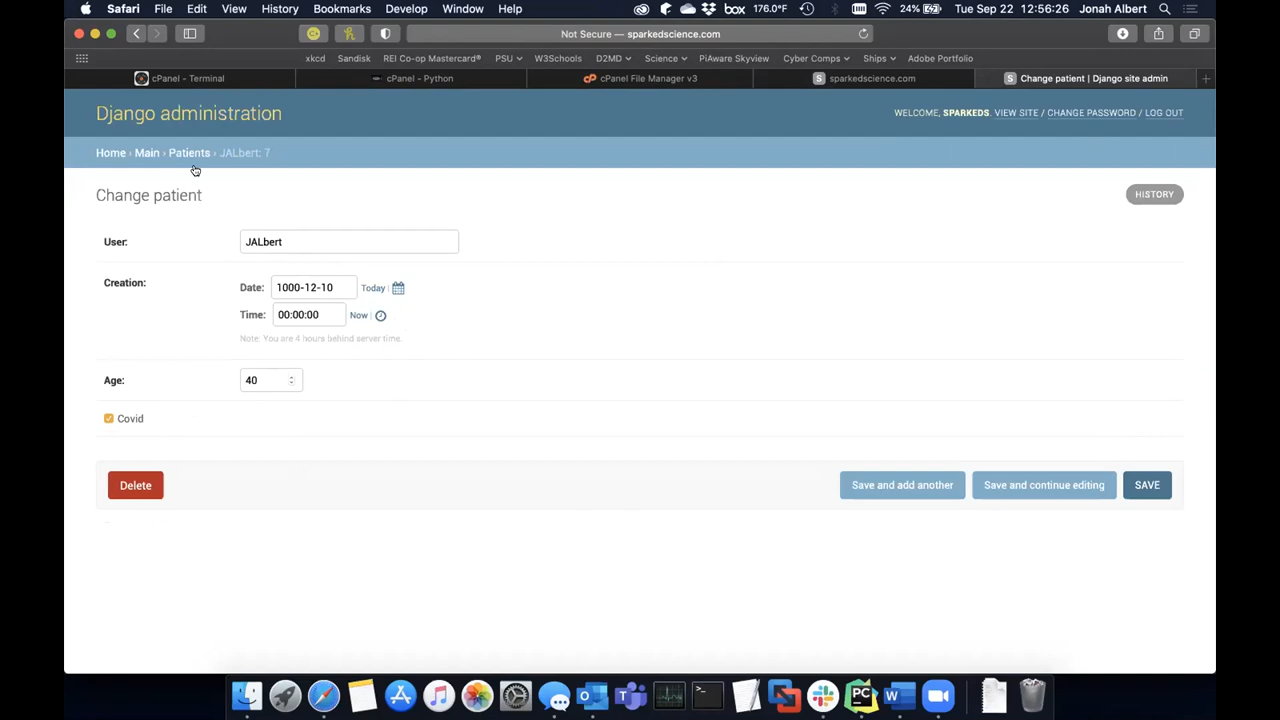 Safari File Edit View History Bookmarks Develop Window Help box 176.0°F 24% Tue Sep 22 12:56:26 Jonah Albert
Not Secure — sparkedscience.com
xkcd Sandisk REI Co-op Mastercard® PSU W3Schools D2MD Science PiAware Skyview Cyber Comps Ships Adobe Portfolio
cPanel - Terminal cPanel - Python cPanel File Manager v3 S sparkedscience.com S Change patient | Django site admin
Django administration WELCOME, SPARKEDS. VIEW SITE / CHANGE PASSWORD / LOG OUT
Home › Main › Patients › JALbert: 7
Change patient HISTORY
User: JALbert
Creation: Date: 1000-12-10 Today |
Time: 00:00:00 Now |
Note: You are 4 hours behind server time.
Age: 40
Covid
Delete Save and add another Save and continue editing SAVE
PC W